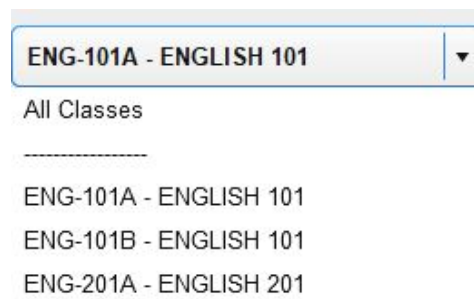 ENG-101A - ENGLISH 101
All Classes
-----------------
ENG-101A - ENGLISH 101
ENG-101B - ENGLISH 101
ENG-201A - ENGLISH 201